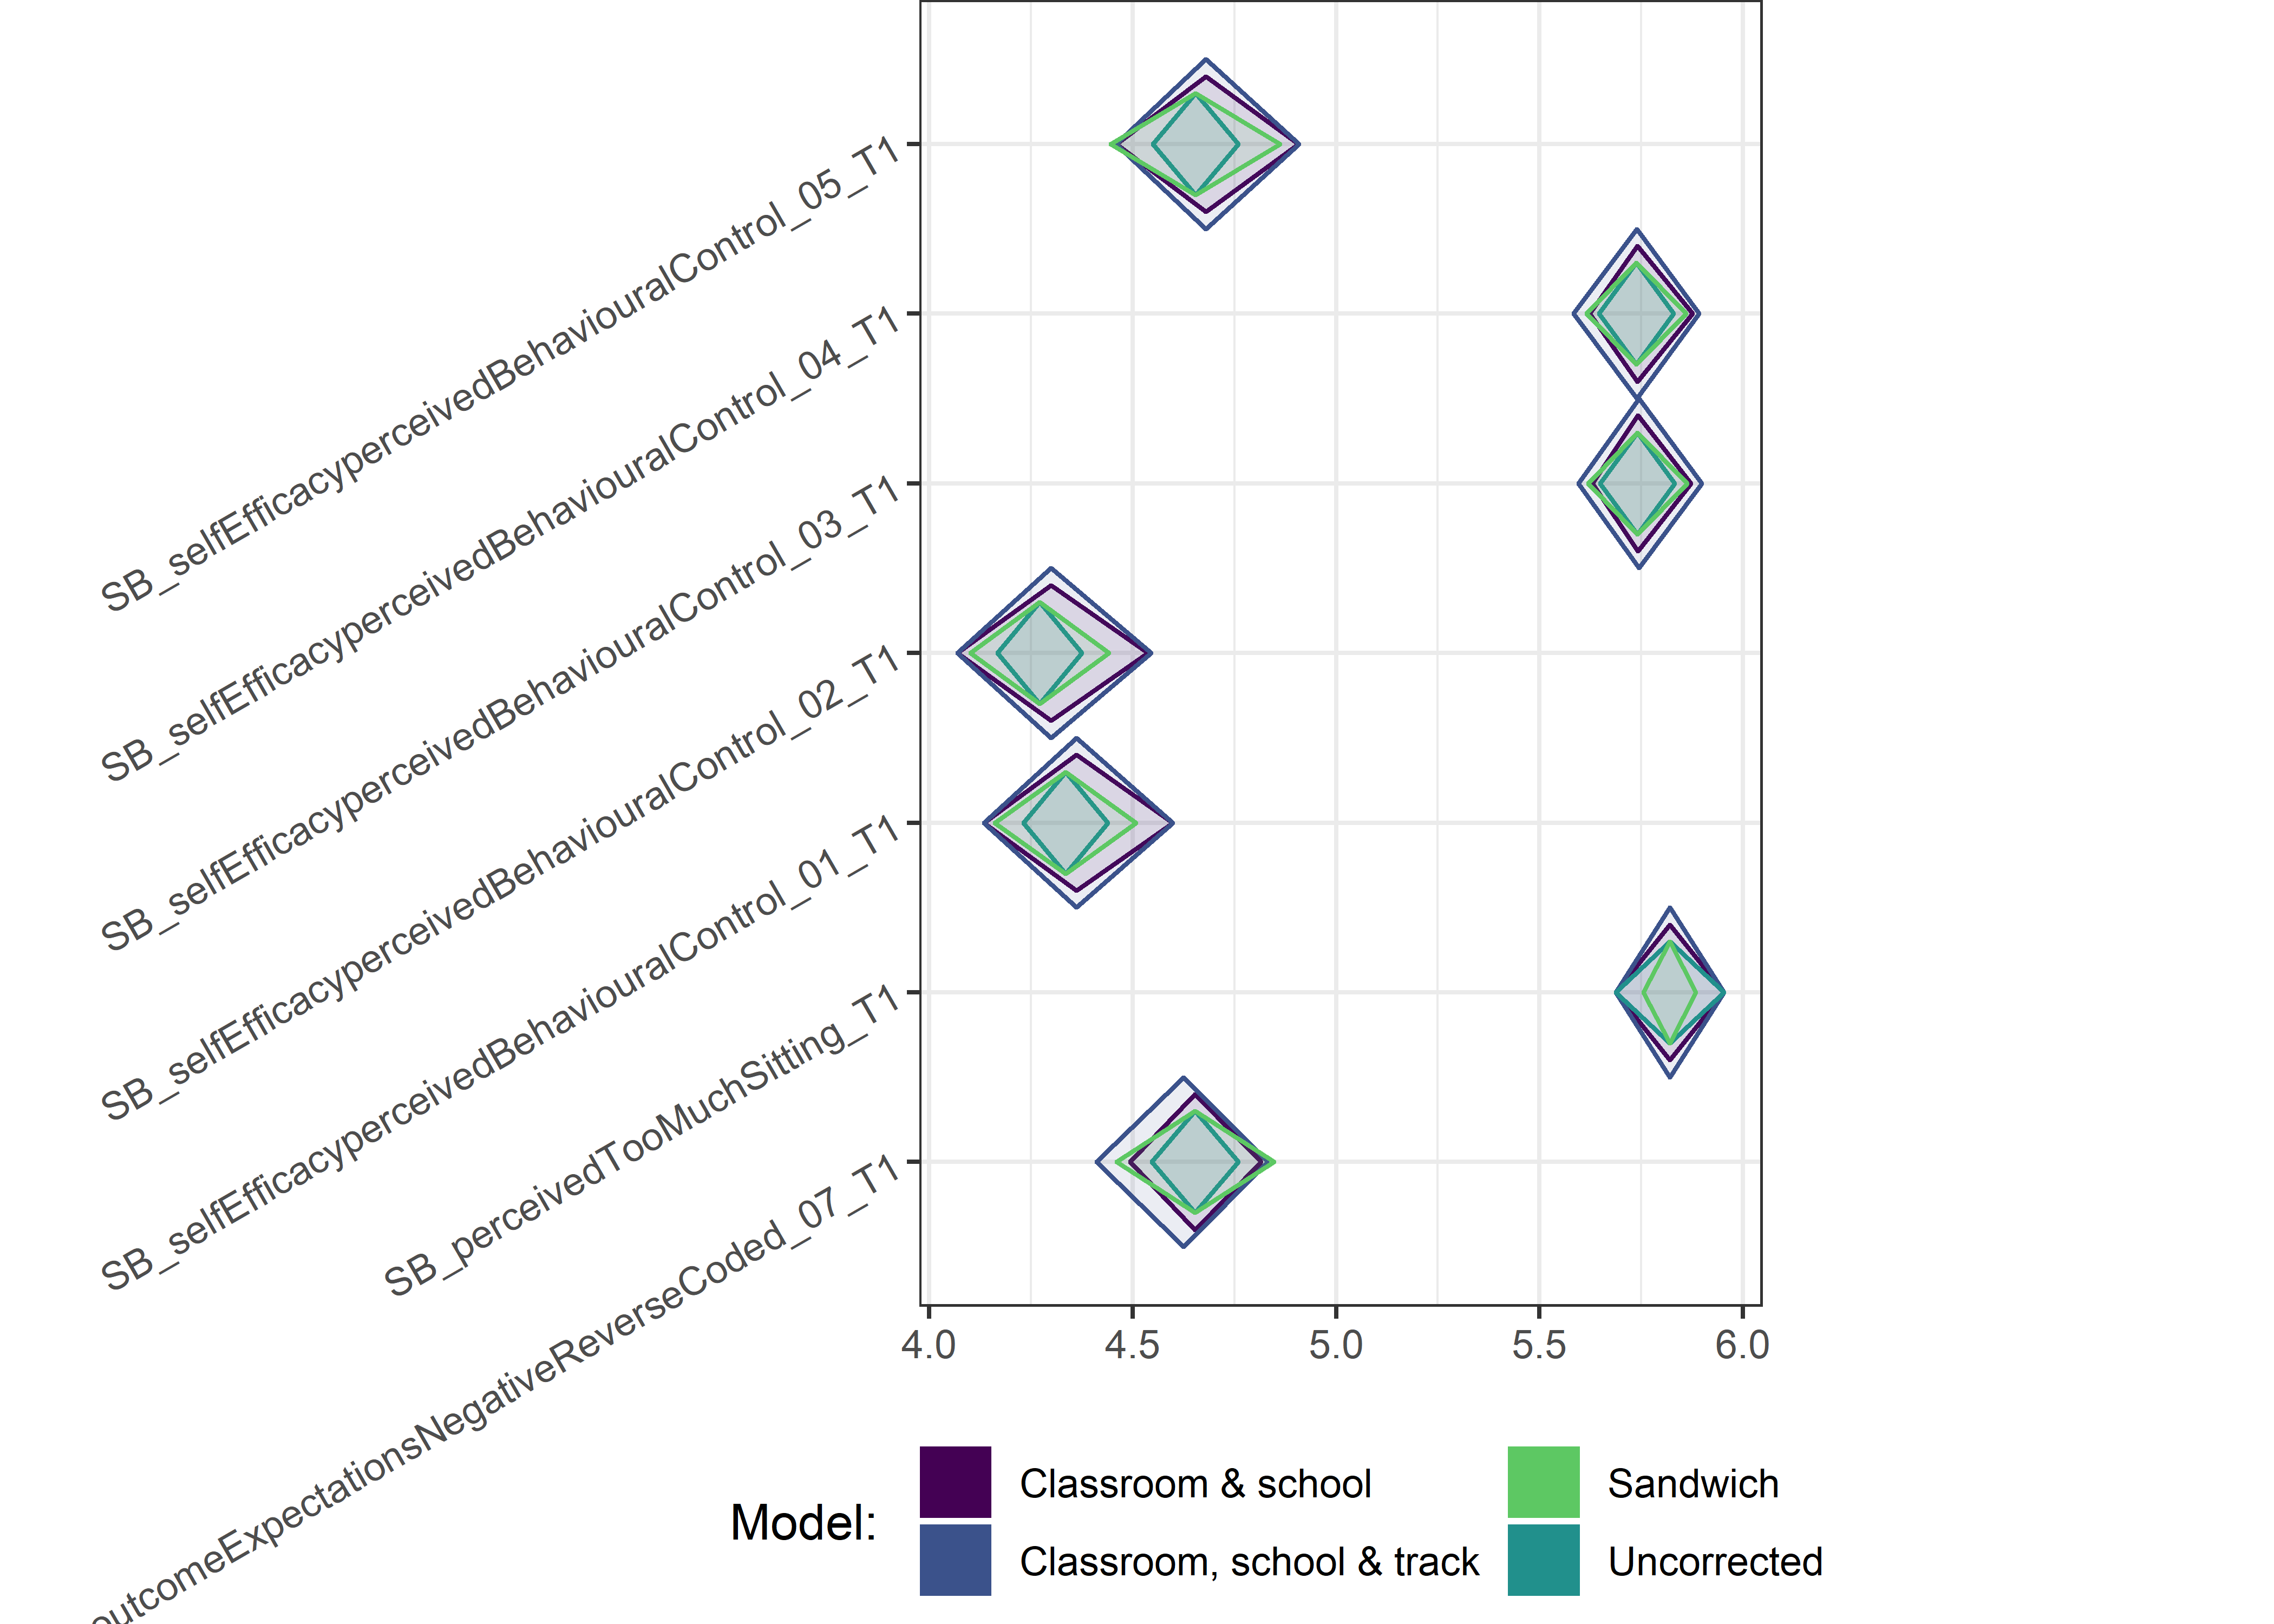 SB_selfEfficacyperceivedBehaviouralControl_05_T1
SB_selfEfficacyperceivedBehaviouralControl_04_T1
SB_selfEfficacyperceivedBehaviouralControl_03_T1
SB_selfEfficacyperceivedBehaviouralControl_02_T1
SB_selfEfficacyperceivedBehaviouralControl_01_T1
SB_perceivedTooMuchSitting_T1
outcomeExpectationsNegativeReverseCoded_07_T1
4.0 4.5 5.0 5.5 6.0
Model:
Classroom & school
Classroom, school & track
Sandwich
Uncorrected